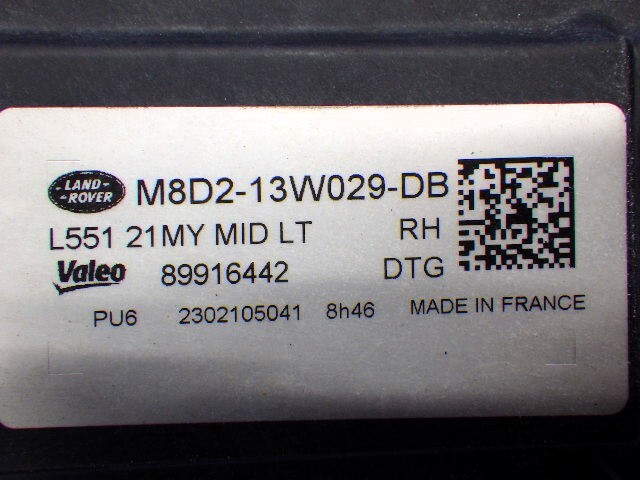 LAND-
-ROVER
M8D2-13W029-DB
L551 21MY MID LT RH
Valeo 89916442 DTG
PU6 2302105041 8h46 MADE IN FRANCE